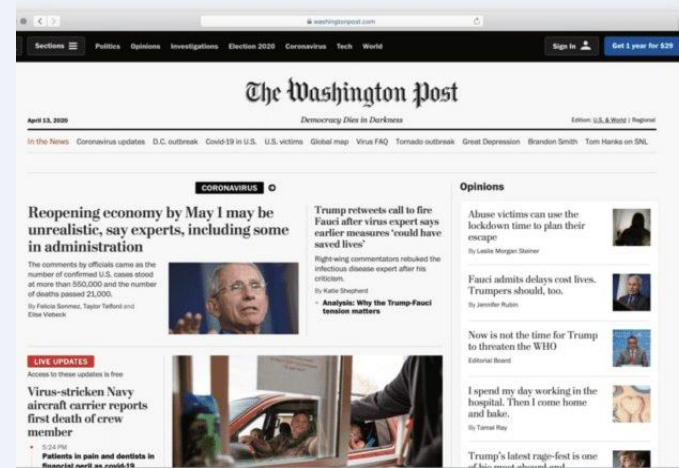 washingtonpost.com
Sections Politics Opinions Investigations Election 2020 Coronavirus Tech World Sign In Get 1 year for $29
The Washington Post
April 13, 2020 Democracy Dies in Darkness Edition: U.S. & World | Regional
In the News Coronavirus updates D.C. outbreak Covid-19 in U.S. U.S. victims Global map Virus FAQ Tornado outbreak Great Depression Brandon Smith Tom Hanks on SNL
CORONAVIRUS
Reopening economy by May 1 may be
unrealistic, say experts, including some
in administration
The comments by officials came as the
number of confirmed U.S. cases stood
at more than 550,000 and the number
of deaths passed 21,000.
By Felicia Sonmez, Taylor Telford and
Elise Viebeck
Trump retweets call to fire
Fauci after virus expert says
earlier measures ‘could have
saved lives’
Right-wing commentators rebuked the
infectious disease expert after his
criticism.
By Katie Shepherd
Analysis: Why the Trump-Fauci
tension matters
LIVE UPDATES
Access to these updates is free
Virus-stricken Navy
aircraft carrier reports
first death of crew
member
5:24 PM
Patients in pain and dentists in
financial peril as covid-19
Opinions
Abuse victims can use the
lockdown time to plan their
escape
By Leslie Morgan Steiner
Fauci admits delays cost lives.
Trumpers should, too.
By Jennifer Rubin
Now is not the time for Trump
to threaten the WHO
Editorial Board
I spend my day working in the
hospital. Then I come home
and bake.
By Tamal Ray
Trump’s latest rage-fest is one
of his most absurd and